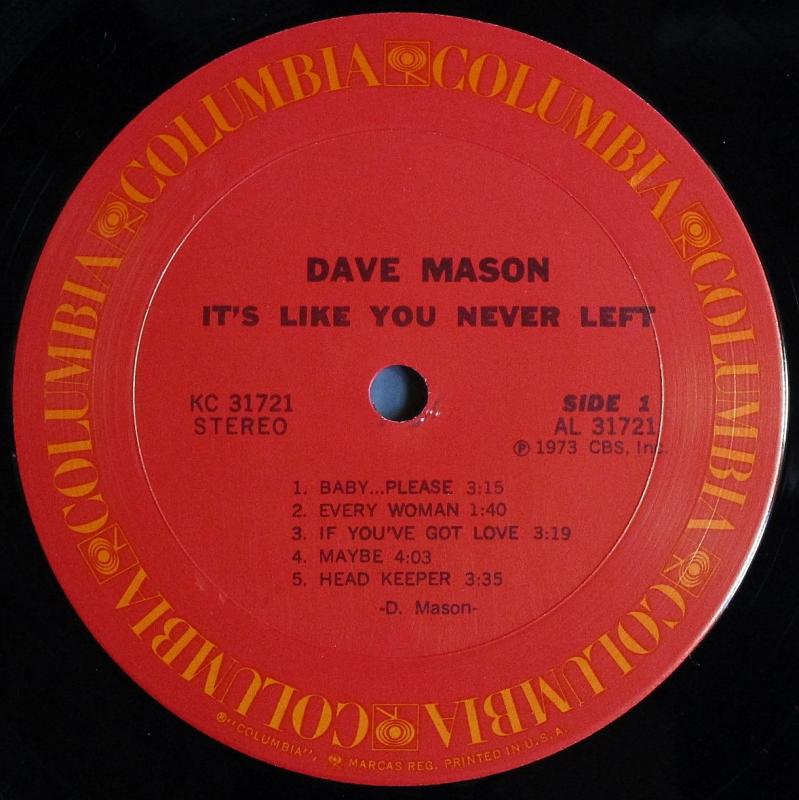 COLUMBIA COLUMBIA COLUMBIA COLUMBIA COLUMBIA COLUMBIA COLUMBIA COLUMBIA
DAVE MASON
IT'S LIKE YOU NEVER LEFT
KC 31721
STEREO
SIDE 1
AL 31721
Ⓟ 1973 CBS, Inc.
1. BABY...PLEASE 3:15
2. EVERY WOMAN 1:40
3. IF YOU'VE GOT LOVE 3:19
4. MAYBE 4:03
5. HEAD KEEPER 3:35
-D. Mason-
®"COLUMBIA", MARCAS REG. PRINTED IN U.S.A.